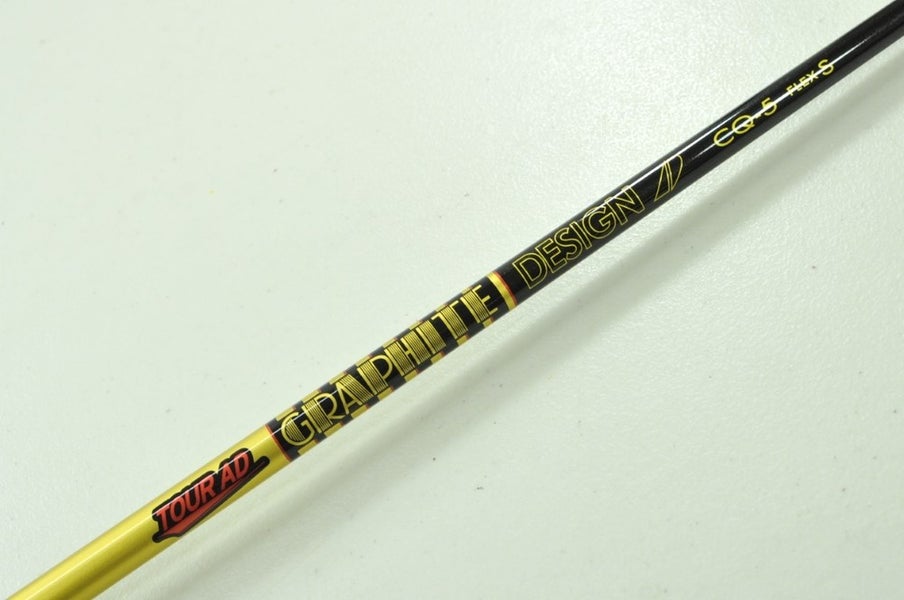 TOUR AD
GRAPHITE DESIGN
CQ-5 FLEX S